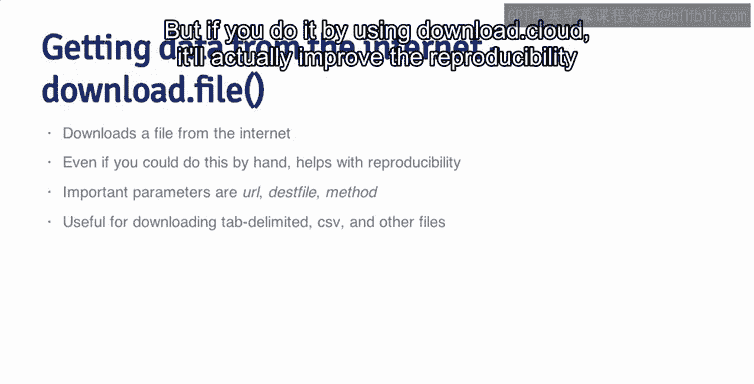 But if you do it by using download.cloud,
it'll actually improve the reproducibility
Getting data from the internet -
download.file()
· Downloads a file from the internet
· Even if you could do this by hand, helps with reproducibility
· Important parameters are url, destfile, method
· Useful for downloading tab-delimited, csv, and other files